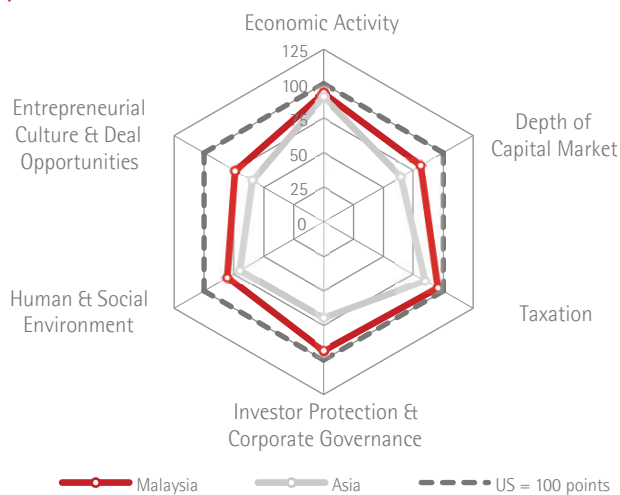 Economic Activity
125
100
75
50
25
0
Entrepreneurial
Culture & Deal
Opportunities
Depth of
Capital Market
Human & Social
Environment
Taxation
Investor Protection &
Corporate Governance
Malaysia
Asia
US = 100 points